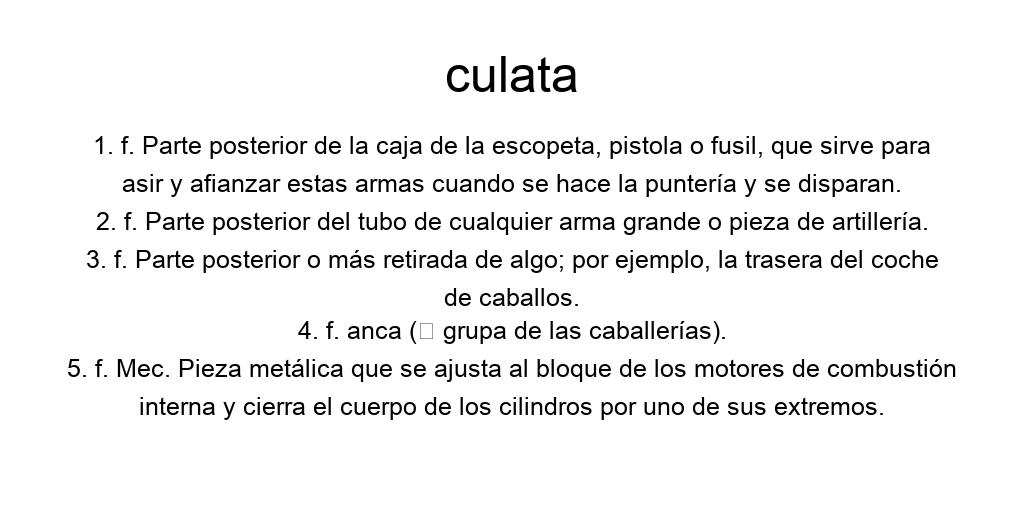 culata
1. f. Parte posterior de la caja de la escopeta, pistola o fusil, que sirve para
asir y afianzar estas armas cuando se hace la puntería y se disparan.
2. f. Parte posterior del tubo de cualquier arma grande o pieza de artillería.
3. f. Parte posterior o más retirada de algo; por ejemplo, la trasera del coche
de caballos.
4. f. anca (□ grupa de las caballerías).
5. f. Mec. Pieza metálica que se ajusta al bloque de los motores de combustión
interna y cierra el cuerpo de los cilindros por uno de sus extremos.